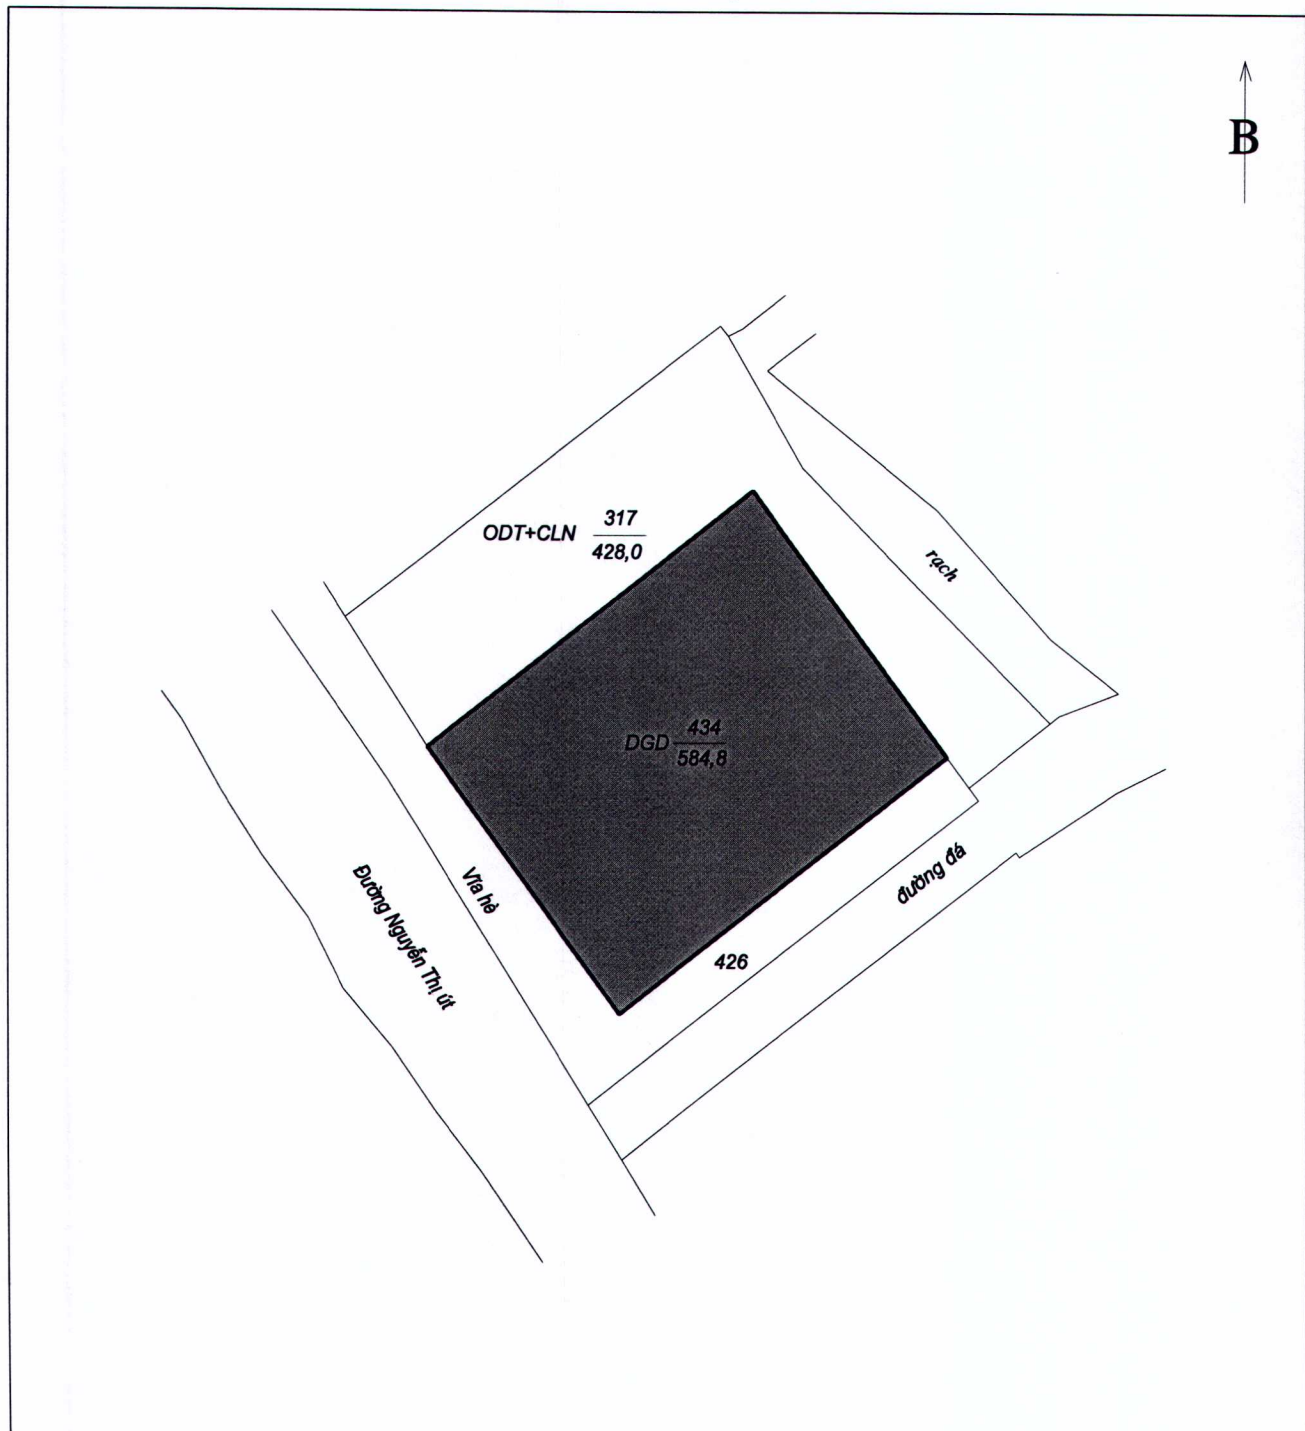 B
317
ODT+CLN
428,0
rạch
434
DGD
584,8
đường đá
Vỉa hè
Đường Nguyễn Thị út
426